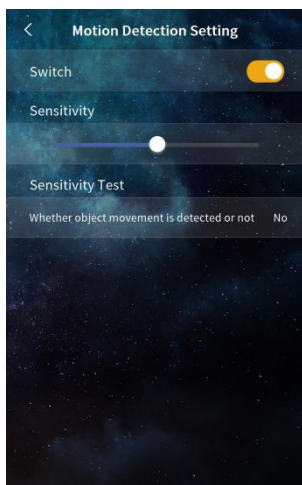 Motion Detection Setting
Switch
Sensitivity
Sensitivity Test
Whether object movement is detected or not No